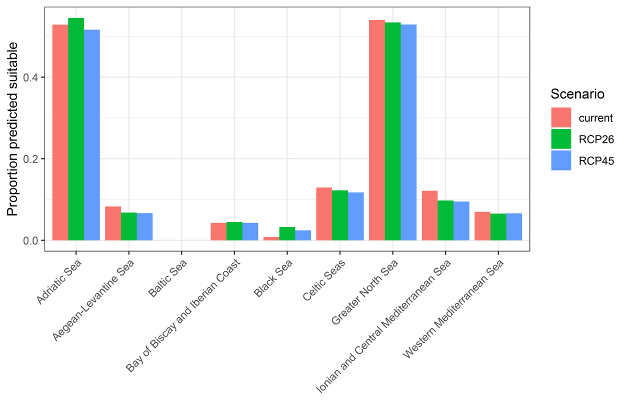 Proportion predicted suitable
0.4
0.2
0.0
Adriatic Sea
Aegean-Levantine Sea
Baltic Sea
Bay of Biscay and Iberian Coast
Black Sea
Celtic Seas
Greater North Sea
Ionian and Central Mediterranean Sea
Western Mediterranean Sea
Scenario
current
RCP26
RCP45